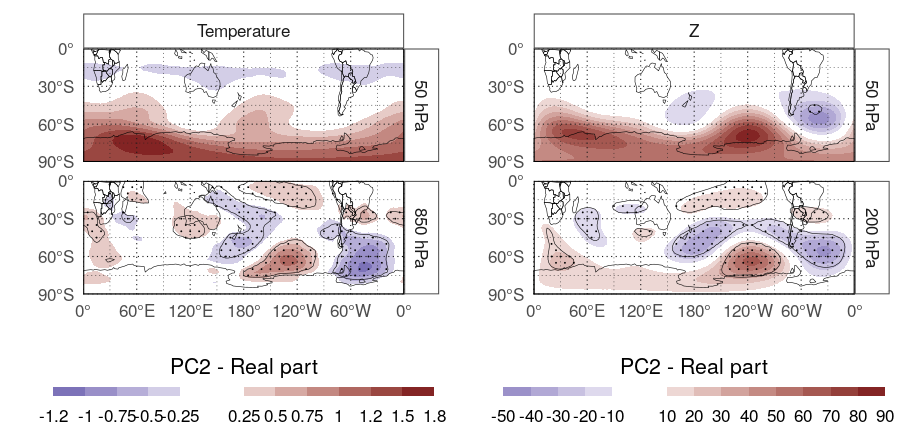 Temperature
Z
0°
30°S
60°S
90°S
50 hPa
0°
30°S
60°S
90°S
50 hPa
0°
30°S
60°S
90°S
850 hPa
0°
30°S
60°S
90°S
200 hPa
0° 60°E 120°E 180° 120°W 60°W 0°
0° 60°E 120°E 180° 120°W 60°W 0°
PC2 - Real part
PC2 - Real part
-1.2 -1 -0.75 -0.5 -0.25 0.25 0.5 0.75 1 1.2 1.5 1.8
-50 -40 -30 -20 -10 10 20 30 40 50 60 70 80 90